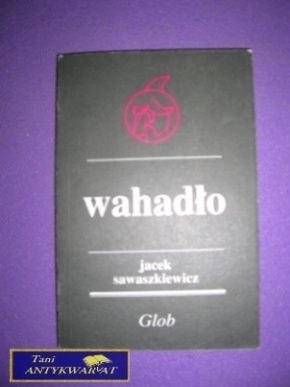 wahadło
jacek
sawaszkiewicz
Glob
Tani
ANTYKWARIAT